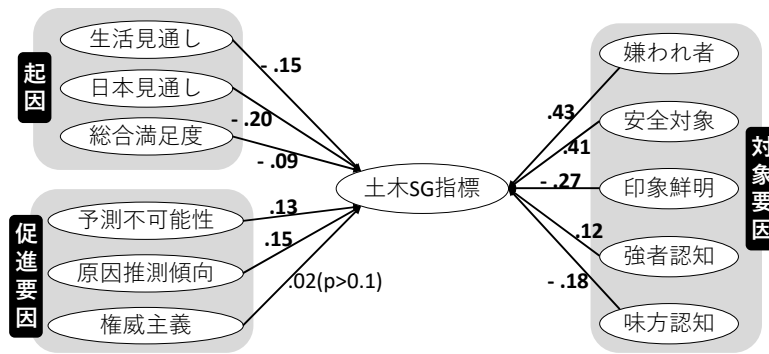 起因
生活見通し
- .15
日本見通し
- .20
総合満足度
- .09
促進要因
予測不可能性
.13
原因推測傾向
.15
権威主義
.02(p>0.1)
土木SG指標
対象要因
嫌われ者
.43
安全対象
.41
印象鮮明
- .27
強者認知
.12
味方認知
- .18